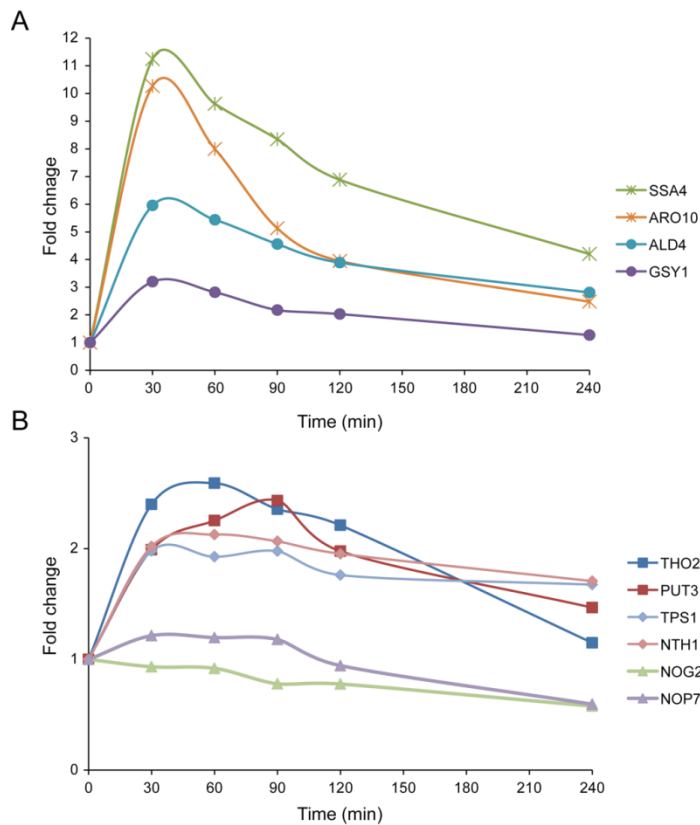 A
12
11
10
9
8
7
6
5
4
3
2
1
0
Fold chnage
0 30 60 90 120 150 180 210 240
Time (min)
SSA4
ARO10
ALD4
GSY1
B
3
2
1
0
Fold change
0 30 60 90 120 150 180 210 240
Time (min)
THO2
PUT3
TPS1
NTH1
NOG2
NOP7